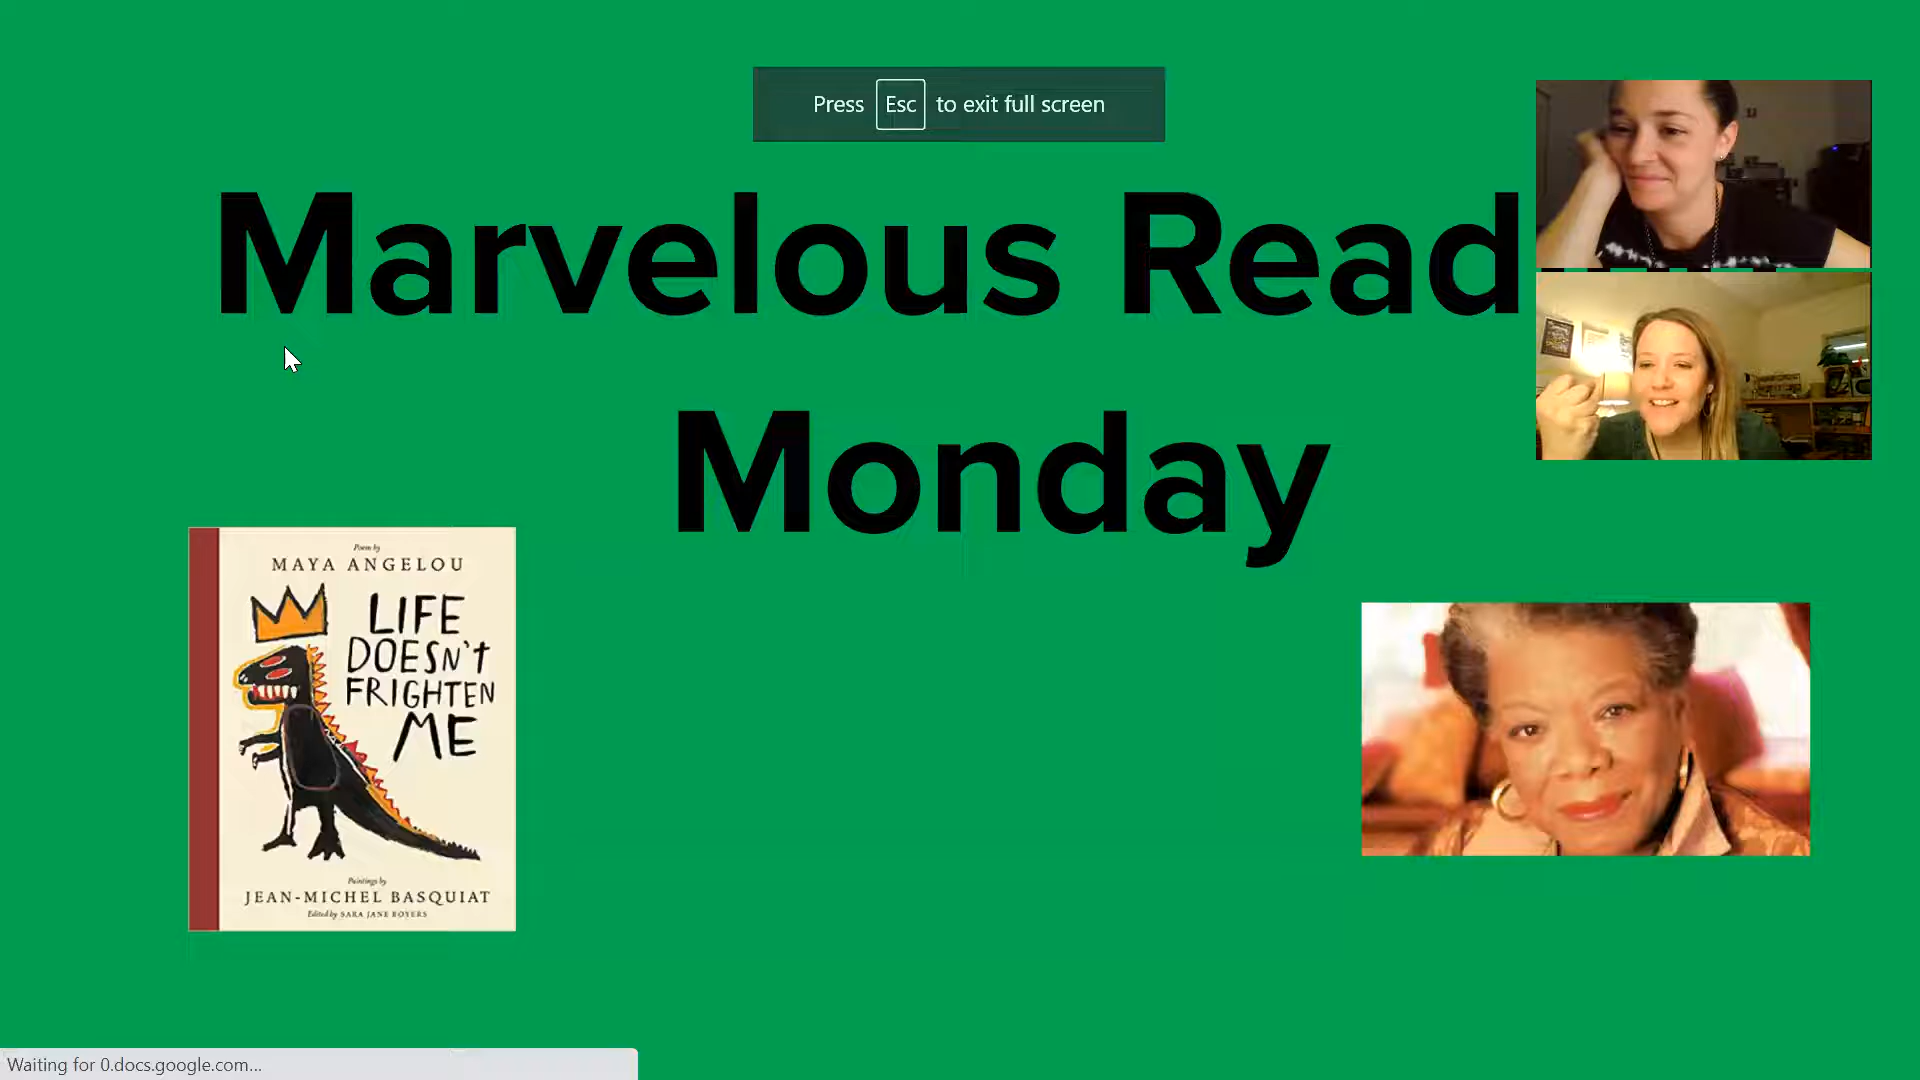 Press Esc to exit full screen
Marvelous Read
Monday
Poem by
MAYA ANGELOU
LIFE
DOESN'T
FRIGHTEN
ME
Paintings by
JEAN-MICHEL BASQUIAT
Edited by SARA JANE BOYERS
Waiting for 0.docs.google.com...